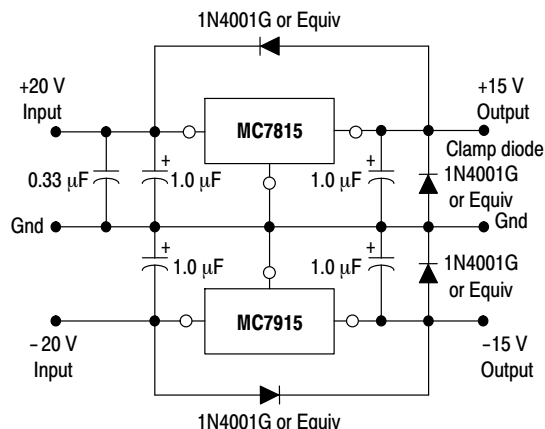 1N4001G or Equiv
+20 V
Input
MC7815
+15 V
Output
Clamp diode
0.33 μF
+
1.0 μF
1.0 μF
+
1N4001G
or Equiv
Gnd
Gnd
+
1.0 μF
1.0 μF
+
1N4001G
or Equiv
MC7915
−20 V
Input
−15 V
Output
1N4001G or Equiv